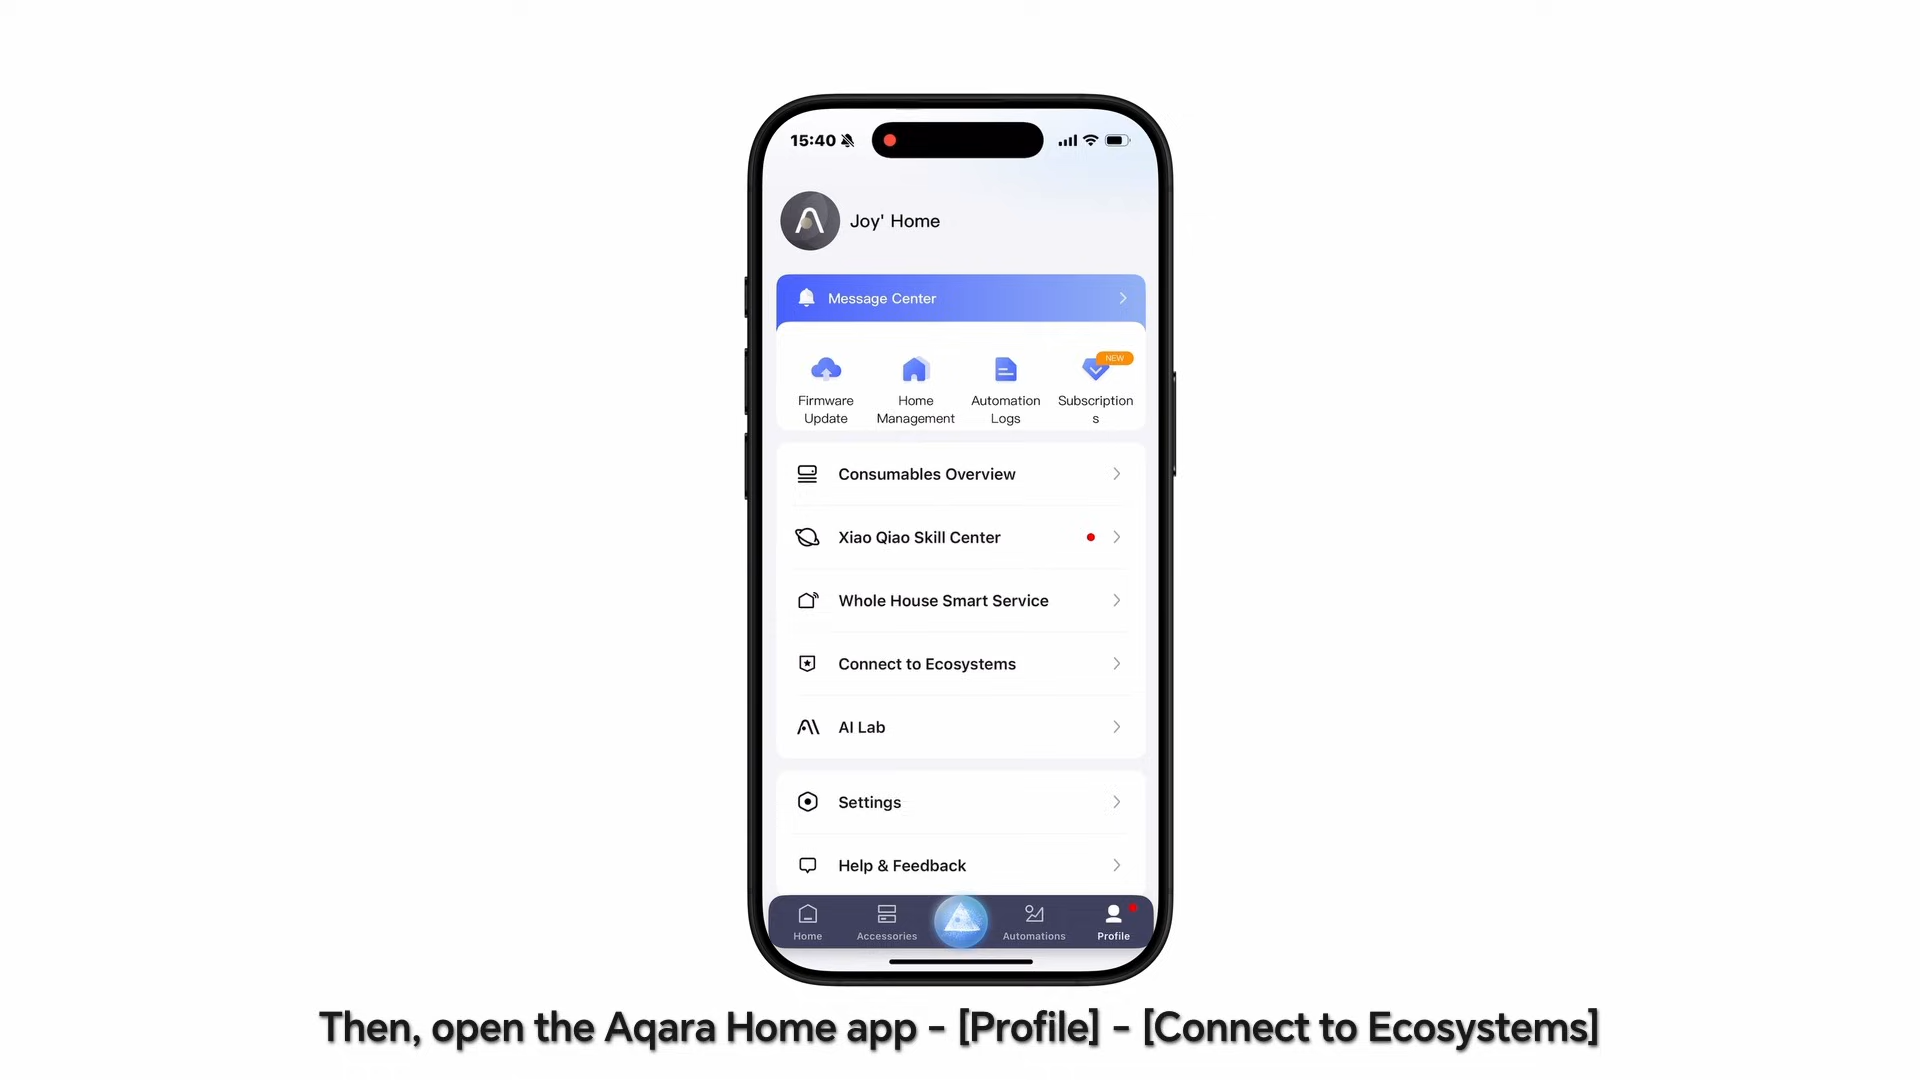 15:40
Joy' Home
Message Center
NEW
Firmware
Update
Home
Management
Automation
Logs
Subscription
s
Consumables Overview
Xiao Qiao Skill Center
Whole House Smart Service
Connect to Ecosystems
AI Lab
Settings
Help & Feedback
Home
Accessories
Automations
Profile
Then, open the Aqara Home app - [Profile] - [Connect to Ecosystems]